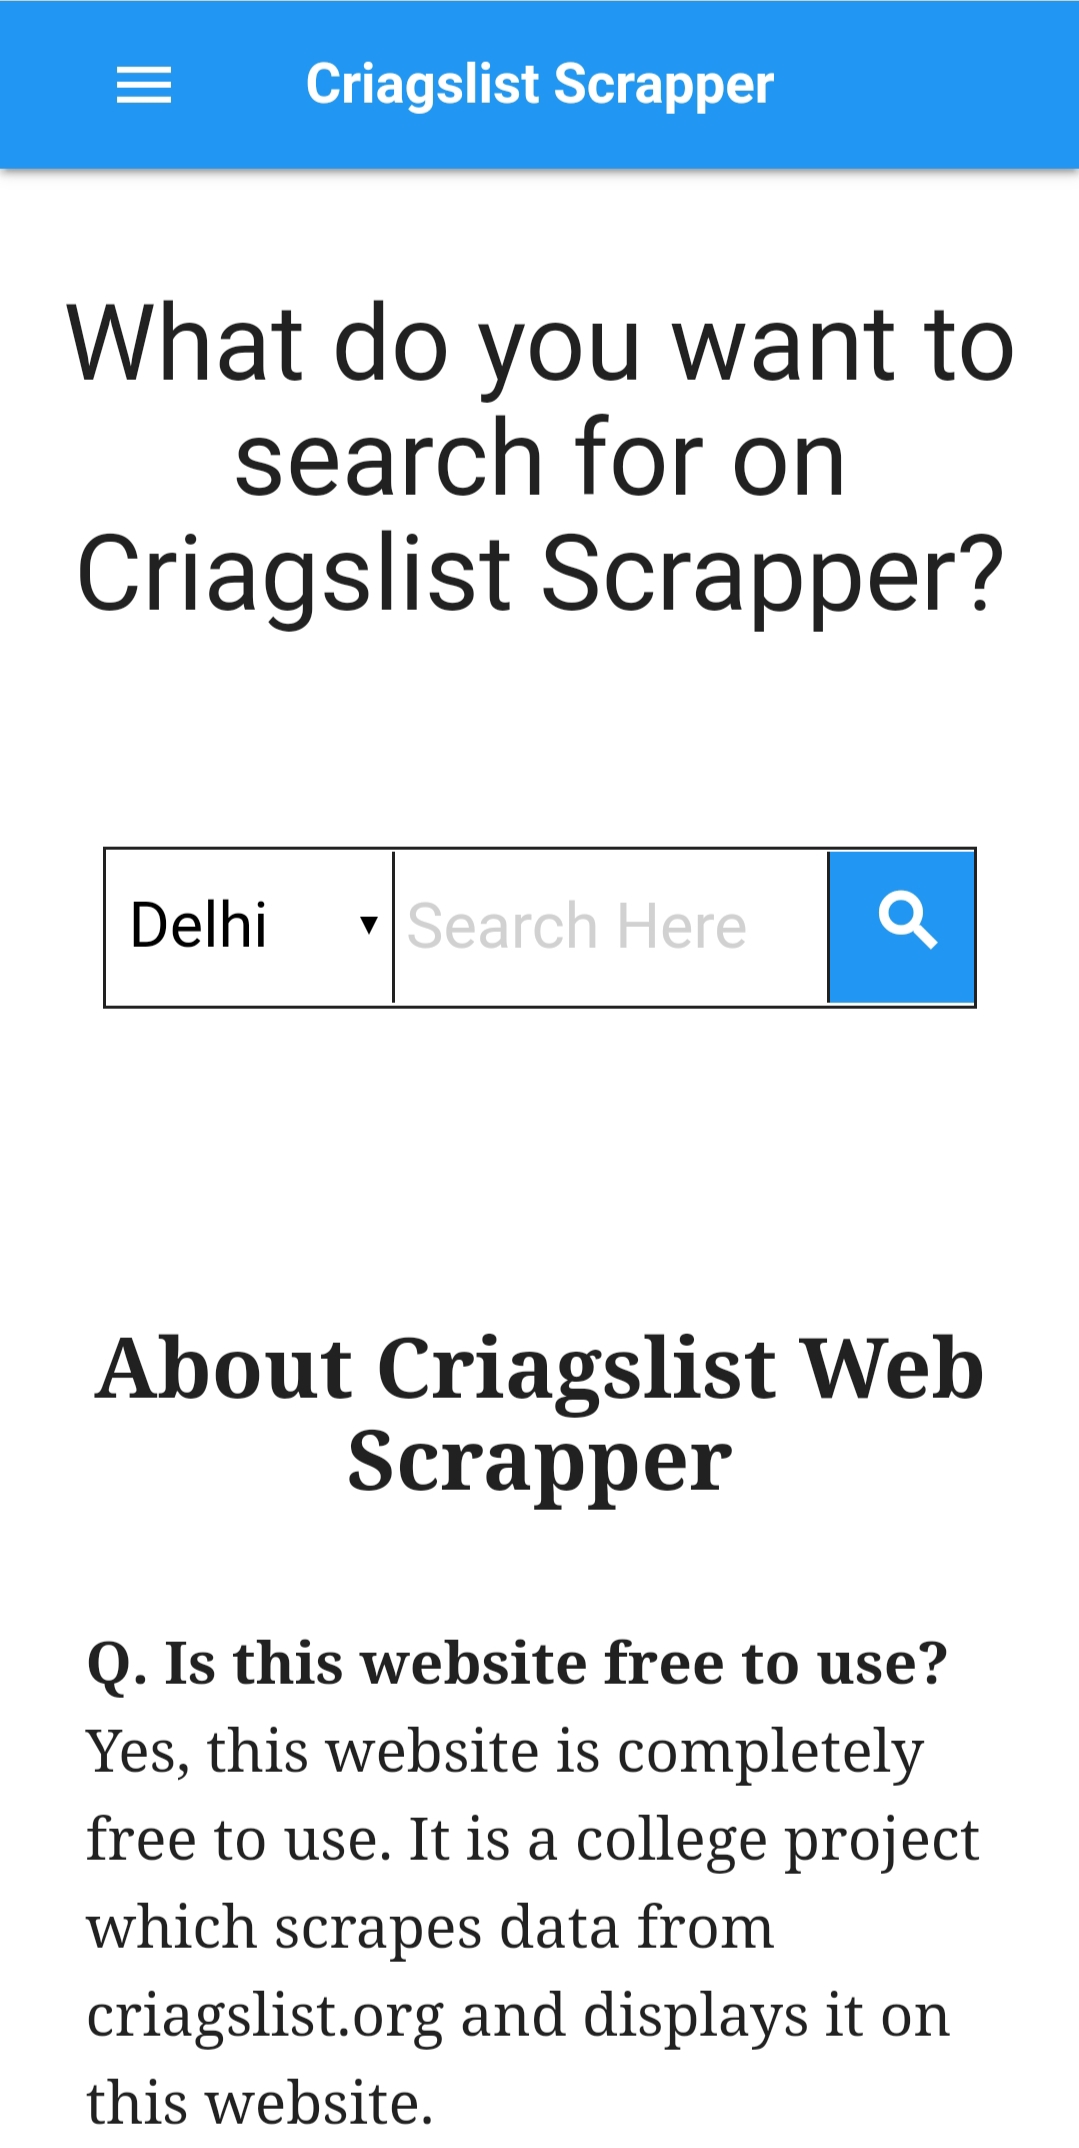 Criagslist Scrapper
What do you want to
search for on
Criagslist Scrapper?
Delhi
Search Here
About Criagslist Web
Scrapper
Q. Is this website free to use?
Yes, this website is completely
free to use. It is a college project
which scrapes data from
criagslist.org and displays it on
this website.